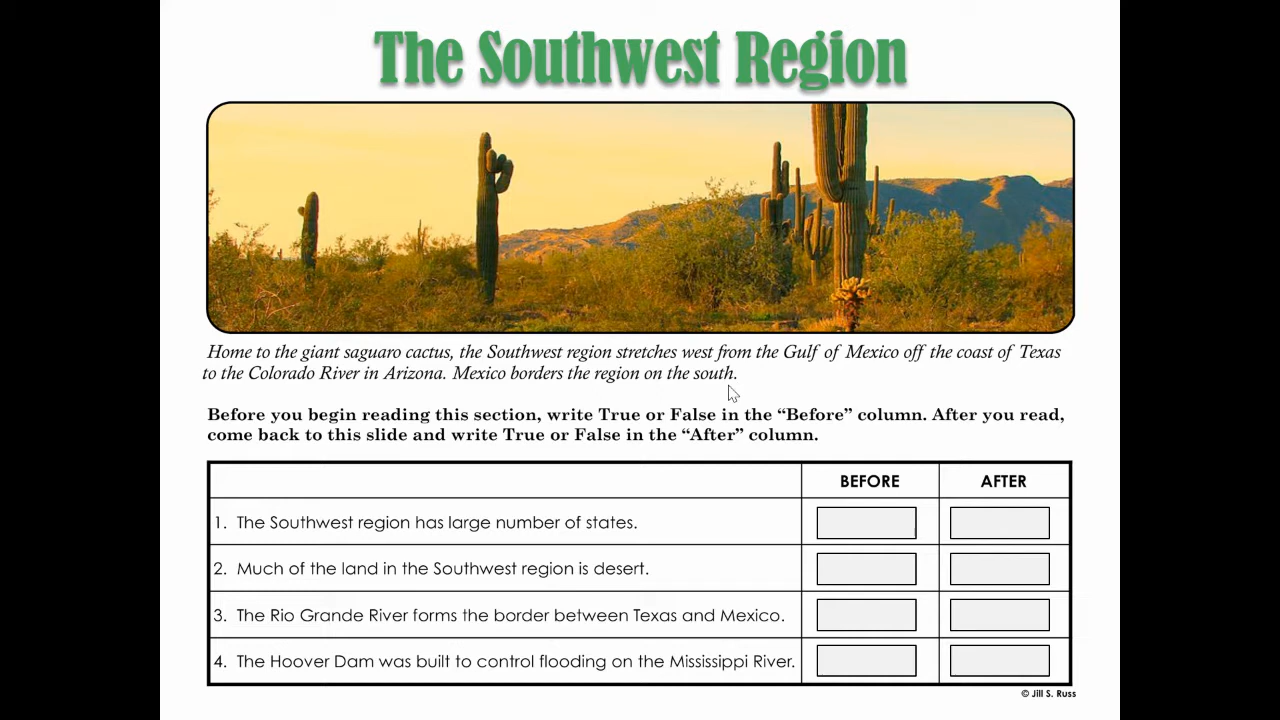 The Southwest Region
Home to the giant saguaro cactus, the Southwest region stretches west from the Gulf of Mexico off the coast of Texas
to the Colorado River in Arizona. Mexico borders the region on the south.
Before you begin reading this section, write True or False in the “Before” column. After you read,
come back to this slide and write True or False in the “After” column.
BEFORE AFTER
1. The Southwest region has large number of states.
2. Much of the land in the Southwest region is desert.
3. The Rio Grande River forms the border between Texas and Mexico.
4. The Hoover Dam was built to control flooding on the Mississippi River.
© Jill S. Russ